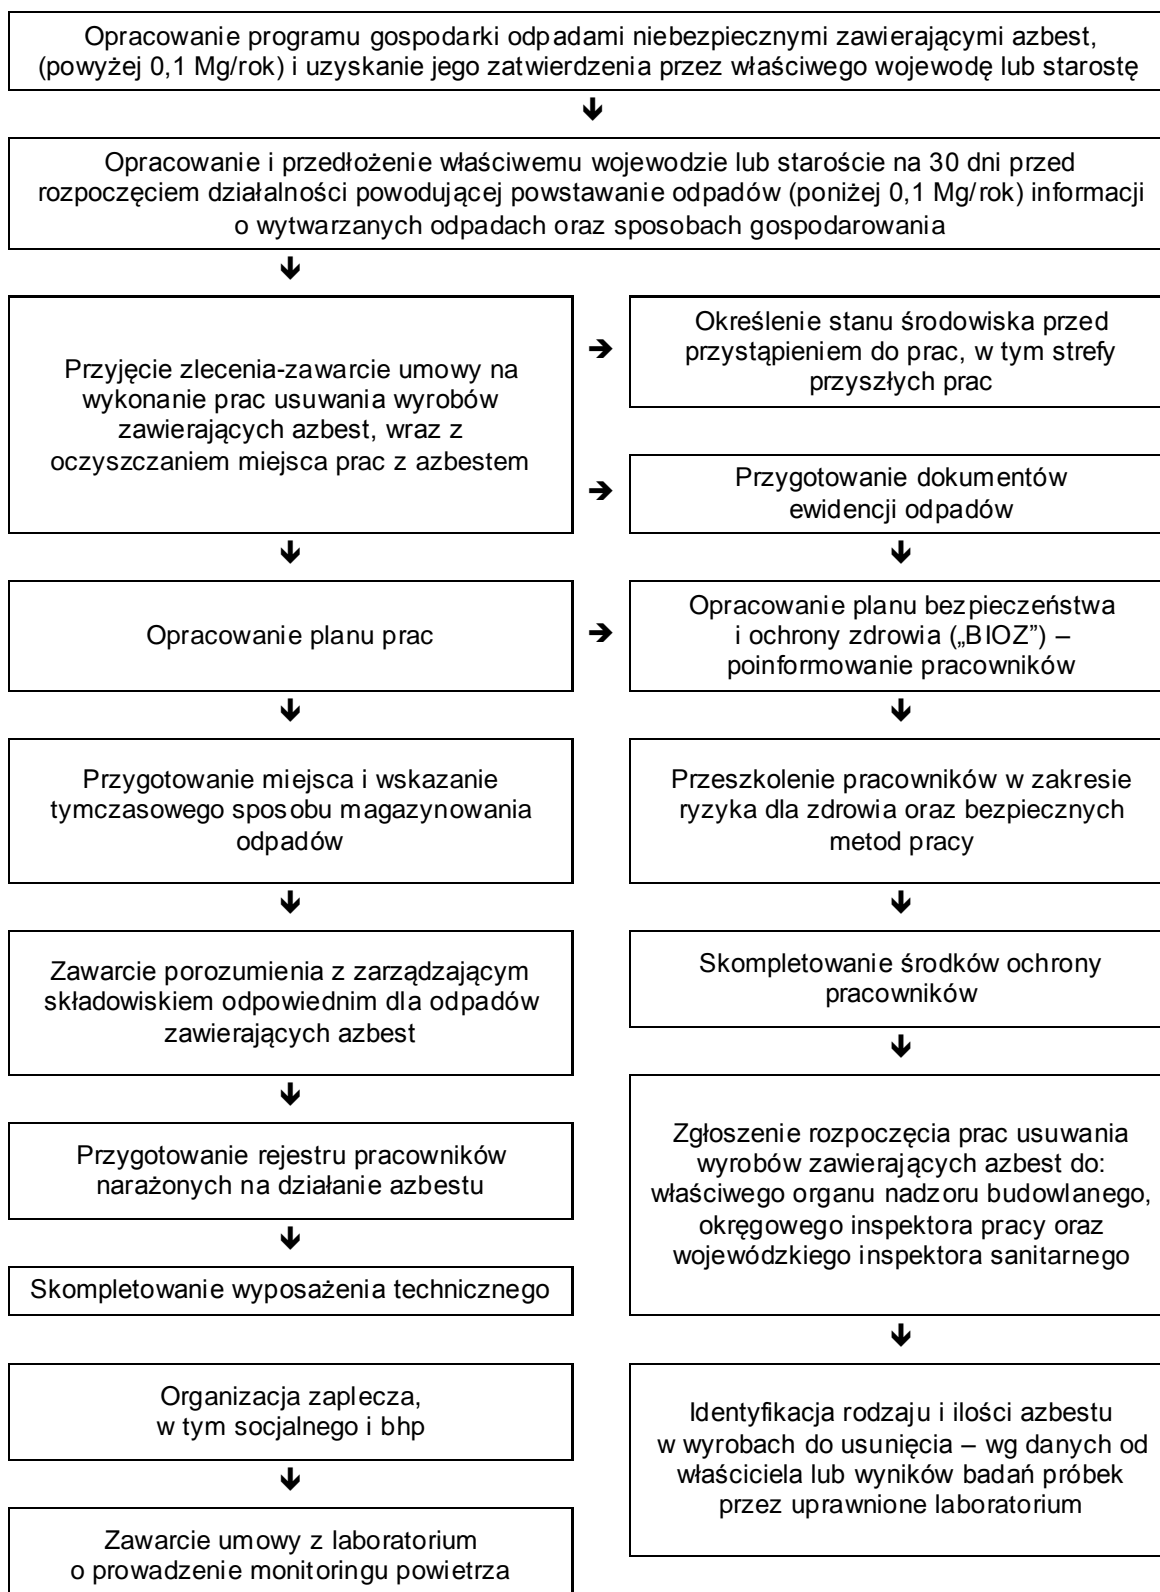 Opracowanie programu gospodarki odpadami niebezpiecznymi zawierającymi azbest,
(powyżej 0,1 Mg/rok) i uzyskanie jego zatwierdzenia przez właściwego wojewodę lub starostę
Opracowanie i przedłożenie właściwemu wojewodzie lub staroście na 30 dni przed
rozpoczęciem działalności powodującej powstawanie odpadów (poniżej 0,1 Mg/rok) informacji
o wytwarzanych odpadach oraz sposobach gospodarowania
Przyjęcie zlecenia-zawarcie umowy na
wykonanie prac usuwania wyrobów
zawierających azbest, wraz z
oczyszczaniem miejsca prac z azbestem
Określenie stanu środowiska przed
przystąpieniem do prac, w tym strefy
przyszłych prac
Przygotowanie dokumentów
ewidencji odpadów
Opracowanie planu prac
Opracowanie planu bezpieczeństwa
i ochrony zdrowia („BIOZ”) –
poinformowanie pracowników
Przygotowanie miejsca i wskazanie
tymczasowego sposobu magazynowania
odpadów
Przeszkolenie pracowników w zakresie
ryzyka dla zdrowia oraz bezpiecznych
metod pracy
Zawarcie porozumienia z zarządzającym
składowiskiem odpowiednim dla odpadów
zawierających azbest
Skompletowanie środków ochrony
pracowników
Przygotowanie rejestru pracowników
narażonych na działanie azbestu
Zgłoszenie rozpoczęcia prac usuwania
wyrobów zawierających azbest do:
właściwego organu nadzoru budowlanego,
okręgowego inspektora pracy oraz
wojewódzkiego inspektora sanitarnego
Skompletowanie wyposażenia technicznego
Organizacja zaplecza,
w tym socjalnego i bhp
Identyfikacja rodzaju i ilości azbestu
w wyrobach do usunięcia – wg danych od
właściciela lub wyników badań próbek
przez uprawnione laboratorium
Zawarcie umowy z laboratorium
o prowadzenie monitoringu powietrza